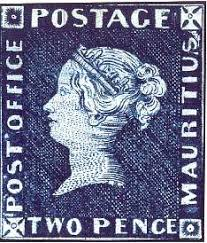 POSTAGE
POST OFFICE
MAURITIUS
TWO PENCE